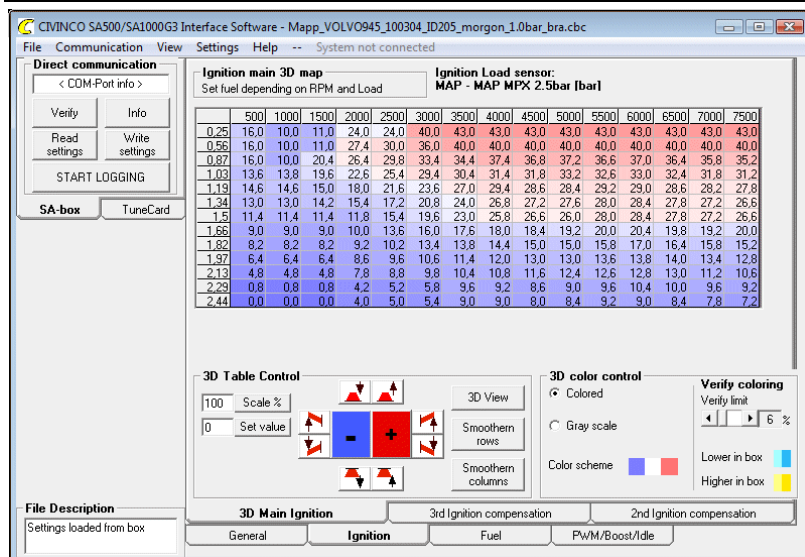 CIVINCO SA500/SA1000G3 Interface Software - Mapp_VOLVO945_100304_ID205_morgon_1.0bar_bra.cbc
File Communication View Settings Help -- System not connected
Direct communication
< COM-Port info >
Verify Info
Read settings Write settings
START LOGGING
SA-box TuneCard
Ignition main 3D map
Set fuel depending on RPM and Load
Ignition Load sensor:
MAP - MAP MPX 2.5bar [bar]
500 1000 1500 2000 2500 3000 3500 4000 4500 5000 5500 6000 6500 7000 7500
0,25 16,0 10,0 11,0 24,0 24,0 40,0 43,0 43,0 43,0 43,0 43,0 43,0 43,0 43,0 43,0
0,56 16,0 10,0 11,0 27,4 30,0 36,0 40,0 40,0 40,0 40,0 40,0 40,0 40,0 40,0 40,0
0,87 16,0 10,0 20,4 26,4 29,8 33,4 34,4 37,4 36,8 37,2 36,6 37,0 36,4 35,8 35,2
1,03 13,6 13,8 19,6 22,6 25,4 29,4 30,4 31,4 31,8 33,2 32,6 33,0 32,4 31,8 31,2
1,19 14,6 14,6 15,0 18,0 21,6 23,6 27,0 29,4 28,6 28,4 29,2 29,0 28,6 28,2 27,8
1,34 13,0 13,0 14,2 15,4 17,2 20,8 24,0 26,8 27,2 27,6 28,0 28,4 27,8 27,2 26,6
1,5 11,4 11,4 11,4 11,8 15,4 19,6 23,0 25,8 26,6 26,0 28,0 28,4 27,8 27,2 26,6
1,66 9,0 9,0 9,0 10,0 13,6 16,0 17,6 18,0 18,4 19,2 20,0 20,4 19,8 19,2 20,0
1,82 8,2 8,2 8,2 9,2 10,2 13,4 13,8 14,4 15,0 15,0 15,8 17,0 16,4 15,8 15,2
1,97 6,4 6,4 6,4 8,6 9,6 10,6 11,4 12,0 13,0 13,0 13,6 13,8 14,0 13,4 12,8
2,13 4,8 4,8 4,8 7,8 8,8 9,8 10,4 10,8 11,6 12,4 12,6 12,8 13,0 11,2 10,6
2,29 0,8 0,8 0,8 4,2 5,2 5,8 9,6 9,2 8,6 9,0 9,6 10,4 10,0 9,6 9,2
2,44 0,0 0,0 0,0 4,0 5,0 5,4 9,0 9,0 8,0 8,4 9,2 9,0 8,4 7,8 7,2
3D Table Control
100 Scale %
0 Set value
- +
3D View
Smoothern rows
Smoothern columns
3D color control
Colored
Gray scale
Color scheme
Verify coloring
Verify limit
6 %
Lower in box
Higher in box
File Description
Settings loaded from box
3D Main Ignition 3rd Ignition compensation 2nd Ignition compensation
General Ignition Fuel PWM/Boost/Idle